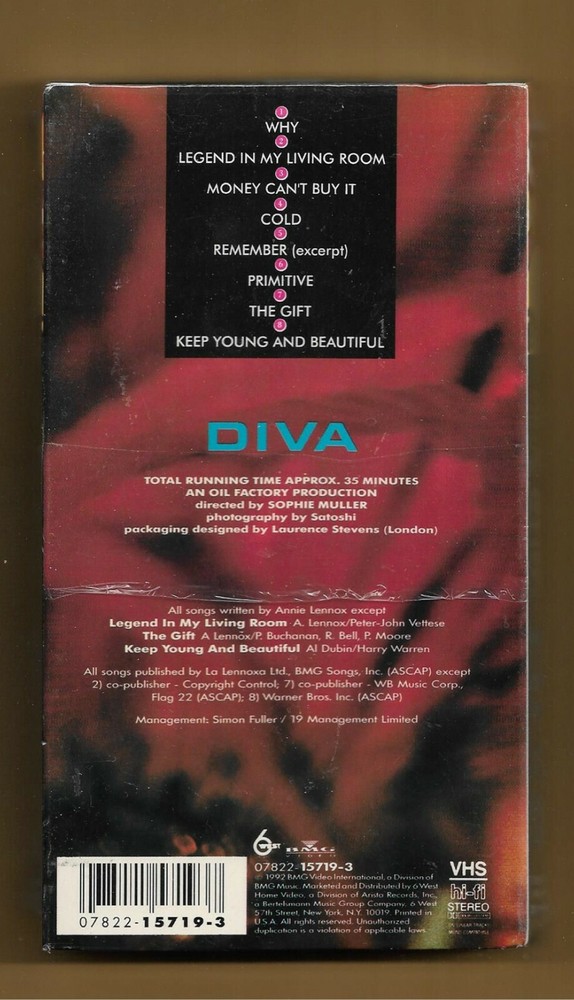 1
WHY
2
LEGEND IN MY LIVING ROOM
3
MONEY CAN'T BUY IT
4
COLD
5
REMEMBER (excerpt)
6
PRIMITIVE
7
THE GIFT
8
KEEP YOUNG AND BEAUTIFUL
DIVA
TOTAL RUNNING TIME APPROX. 35 MINUTES
AN OIL FACTORY PRODUCTION
directed by SOPHIE MULLER
photography by Satoshi
packaging designed by Laurence Stevens (London)
All songs written by Annie Lennox except
Legend In My Living Room A. Lennox/Peter-John Vettese
The Gift A Lennox/P. Buchanan, R. Bell, P. Moore
Keep Young And Beautiful Al Dubin/Harry Warren
All songs published by La Lennoxa Ltd., BMG Songs, Inc. (ASCAP) except
2) co-publisher - Copyright Control; 7) co-publisher - WB Music Corp.,
Flag 22 (ASCAP); 8) Warner Bros. Inc. (ASCAP)
Management: Simon Fuller / 19 Management Limited
6 WEST
BMG
VIDEO
07822-15719-3
© 1992 BMG Video International, a Division of
BMG Music. Marketed and Distributed by 6 West
Home Video, a Division of Arista Records, Inc.,
a Bertelsmann Music Group Company, 6 West
57th Street, New York, N.Y. 10019. Printed in
U.S.A. All rights reserved. Unauthorized
duplication is a violation of applicable laws.
07822-15719-3
VHS
hi-fi
STEREO